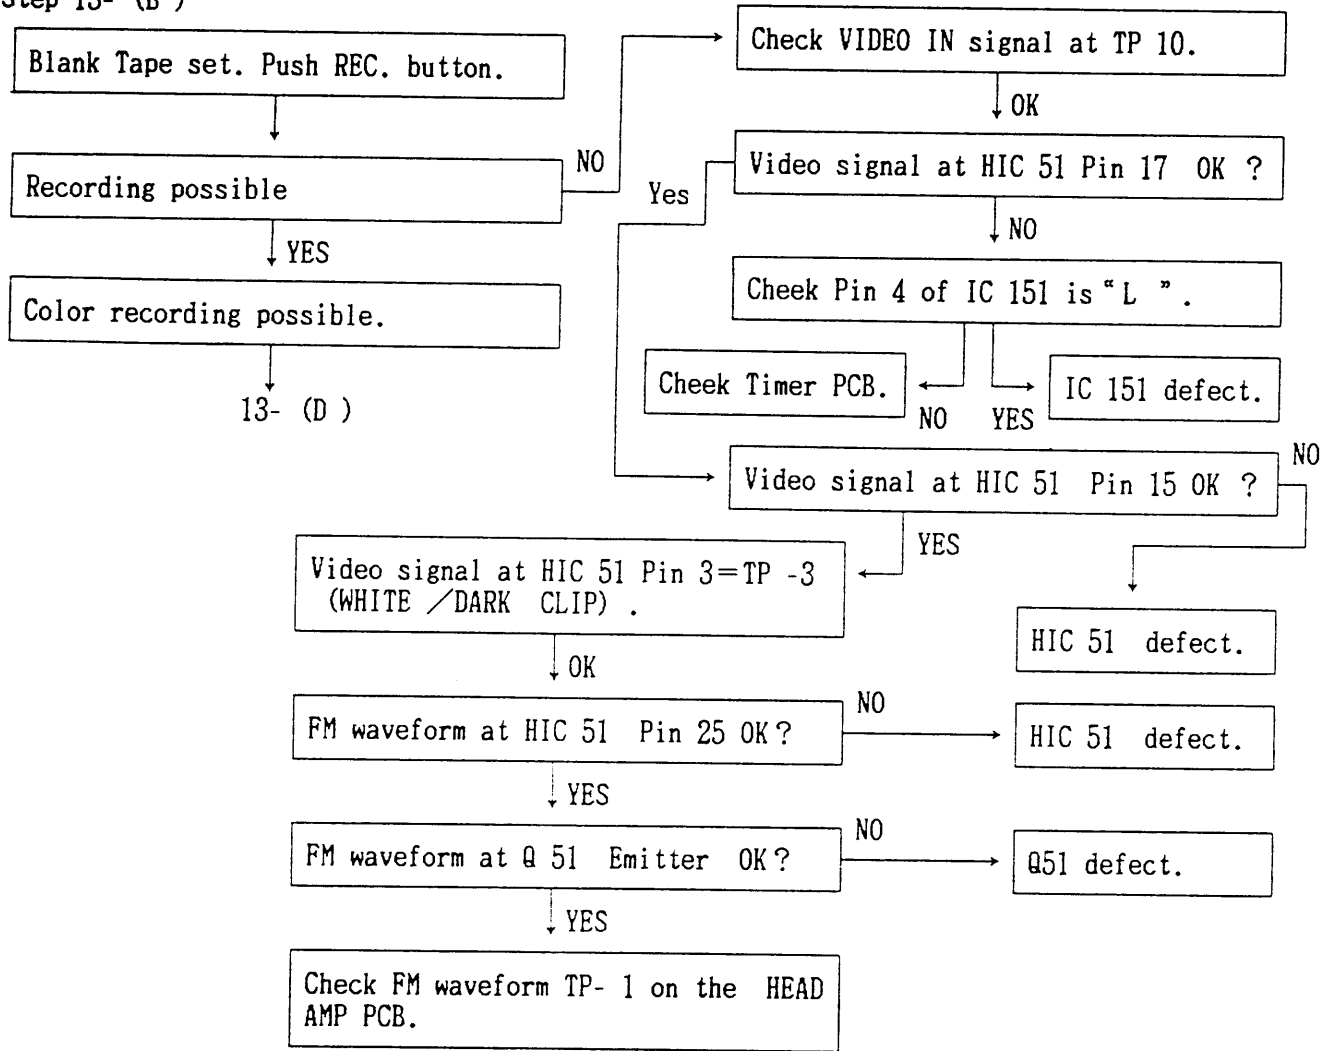 Step 13- (B )
Blank Tape set. Push REC. button.
Recording possible
NO
YES
Color recording possible.
13- (D )
Check VIDEO IN signal at TP 10.
OK
Video signal at HIC 51 Pin 17 OK ?
Yes
NO
Cheek Pin 4 of IC 151 is “L ” .
Cheek Timer PCB.
NO
YES
IC 151 defect.
Video signal at HIC 51 Pin 15 OK ?
NO
YES
HIC 51 defect.
Video signal at HIC 51 Pin 3=TP -3
(WHITE ／DARK CLIP) .
OK
FM waveform at HIC 51 Pin 25 OK?
NO
HIC 51 defect.
YES
FM waveform at Q 51 Emitter OK?
NO
Q51 defect.
YES
Check FM waveform TP- 1 on the HEAD
AMP PCB.